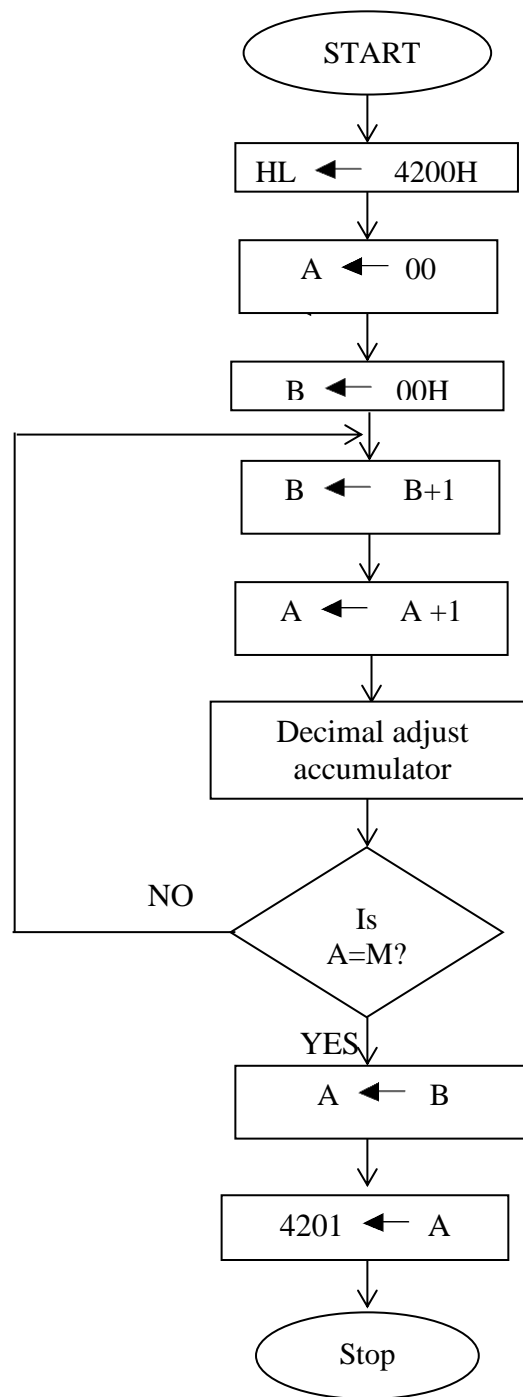 START
HL ← 4200H
A ← 00
B ← 00H
B ← B+1
A ← A +1
Decimal adjust
accumulator
NO
Is
A=M?
YES
A ← B
4201 ← A
Stop